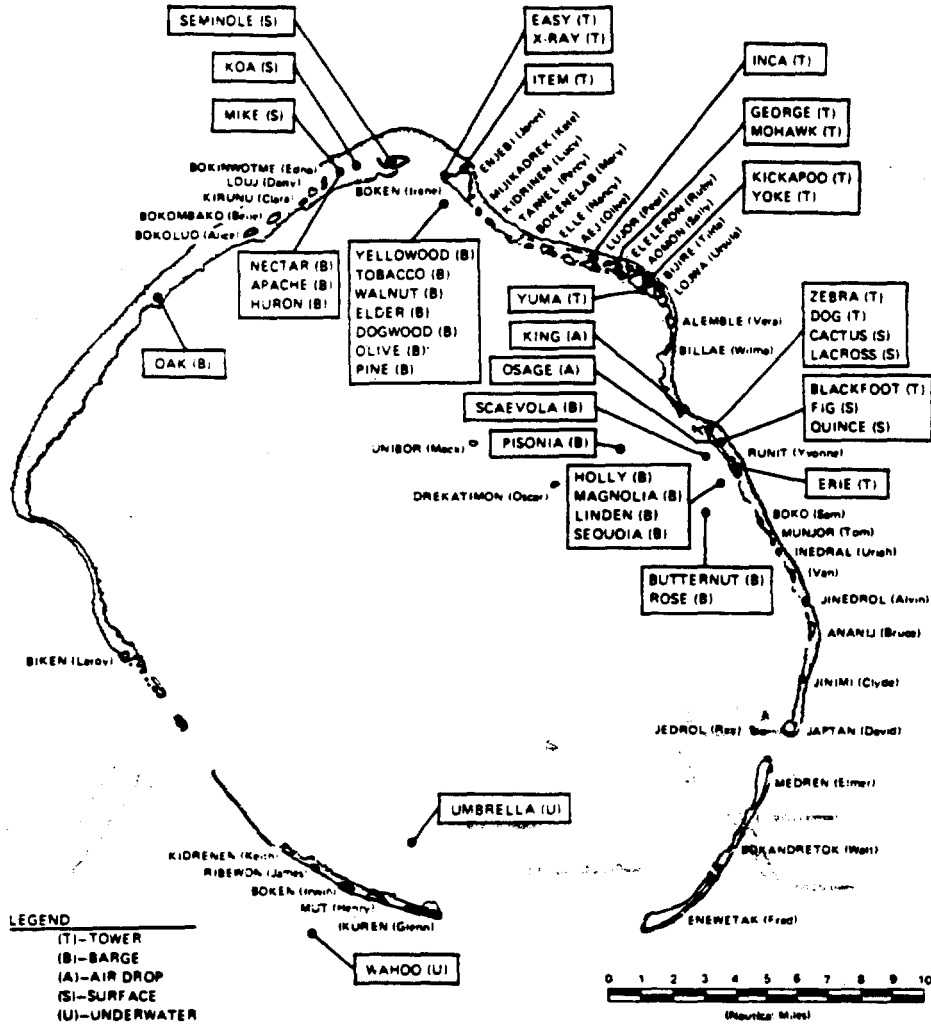 SEMINOLE (S)
KOA (S)
MIKE (S)
EASY (T)
X-RAY (T)
ITEM (T)
INCA (T)
GEORGE (T)
MOHAWK (T)
KICKAPOO (T)
YOKE (T)
BOKINWOTME (Edna)
LOUJ (Daisy)
KIRUNU (Clara)
BOKOMBAKO (Belle)
BOKOLUO (Alice)
BOKEN (Irene)
ENJEBI (Janet)
MIJIKADREK (Kate)
KIDRINEN (Lucy)
TAIWEL (Percy)
BOKENELAB (Mary)
ELLE (Nancy)
AEJ (Olive)
LUJOR (Pearl)
ELELERON (Ruby)
AOMON (Sally)
BIJIRE (Tilda)
LOJWA (Ursula)
ALEMBLE (Vera)
BILLAE (Wilma)
NECTAR (B)
APACHE (B)
HURON (B)
YELLOWOOD (B)
TOBACCO (B)
WALNUT (B)
ELDER (B)
DOGWOOD (B)
OLIVE (B)
PINE (B)
OAK (B)
YUMA (T)
KING (A)
OSAGE (A)
SCAEVOLA (B)
PISONIA (B)
ZEBRA (T)
DOG (T)
CACTUS (S)
LACROSS (S)
BLACKFOOT (T)
FIG (S)
QUINCE (S)
RUNIT (Yvonne)
ERIE (T)
UNIBOR (Mack)
DREKATIMON (Oscar)
HOLLY (B)
MAGNOLIA (B)
LINDEN (B)
SEQUOIA (B)
BUTTERNUT (B)
ROSE (B)
BOKO (Sam)
MUNJOR (Tom)
INEDRAL (Uriah)
(Van)
JINEDROL (Alvin)
ANANIJ (Bruce)
JINIMI (Clyde)
JEDROL (Rex)
JAPTAN (David)
BIKEN (Leroy)
MEDREN (Elmer)
BOKANDRETOK (Walt)
ENEWETAK (Fred)
UMBRELLA (U)
KIDRENEN (Keith)
RIBEWON (James)
BOKEN (Irwin)
MUT (Henry)
IKUREN (Glenn)
WAHOO (U)
LEGEND
(T)–TOWER
(B)–BARGE
(A)–AIR DROP
(S)–SURFACE
(U)–UNDERWATER
0 1 2 3 4 5 6 7 8 9 10
(Nautical Miles)